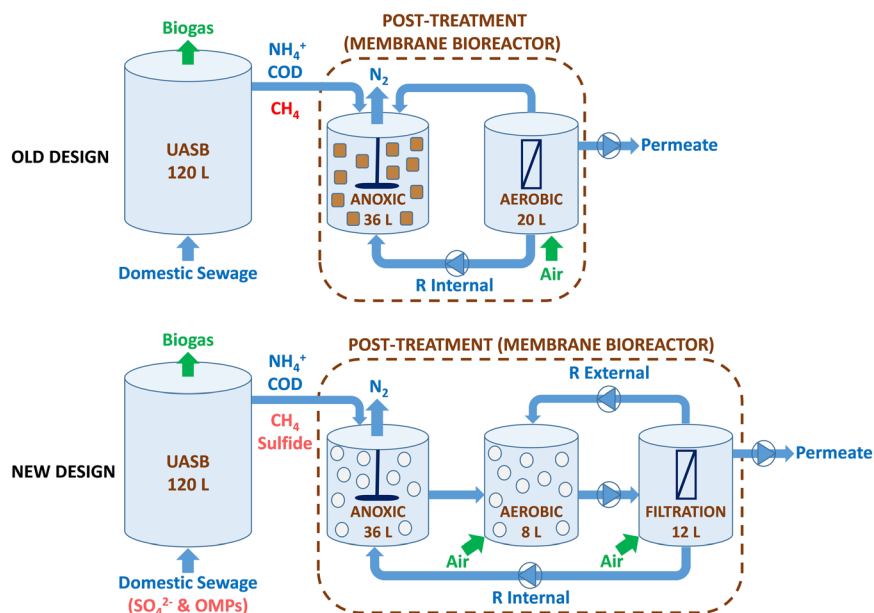 POST-TREATMENT
(MEMBRANE BIOREACTOR)
Biogas
NH₄⁺
COD
CH₄
N₂
OLD DESIGN
UASB
120 L
ANOXIC
36 L
AEROBIC
20 L
Permeate
Domestic Sewage
R Internal
Air
Biogas
POST-TREATMENT (MEMBRANE BIOREACTOR)
NH₄⁺
COD
CH₄
Sulfide
N₂
R External
NEW DESIGN
UASB
120 L
ANOXIC
36 L
AEROBIC
8 L
FILTRATION
12 L
Permeate
Air
Air
Domestic Sewage
(SO₄²⁻ & OMPs)
R Internal